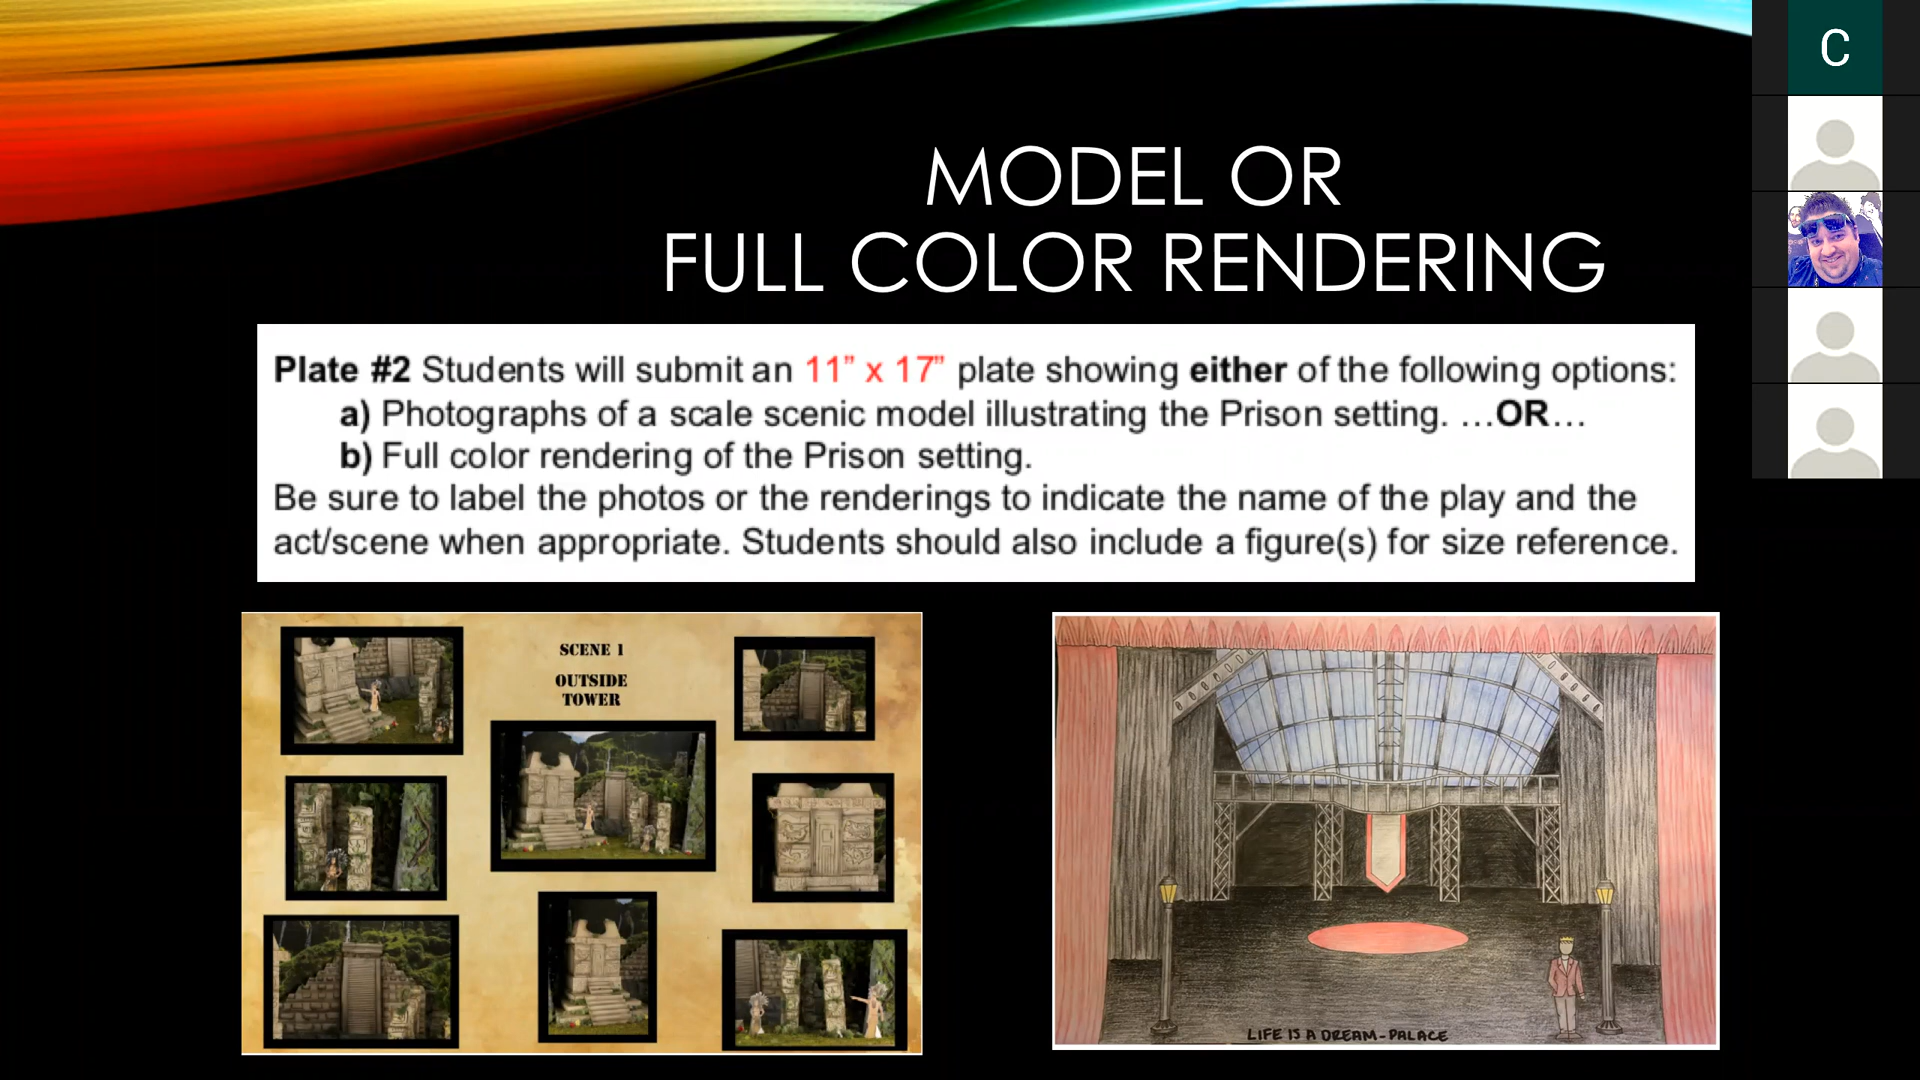 C
MODEL OR
FULL COLOR RENDERING
Plate #2 Students will submit an 11” x 17” plate showing either of the following options:
a) Photographs of a scale scenic model illustrating the Prison setting. …OR…
b) Full color rendering of the Prison setting.
Be sure to label the photos or the renderings to indicate the name of the play and the
act/scene when appropriate. Students should also include a figure(s) for size reference.
SCENE 1
OUTSIDE
TOWER
LIFE IS A DREAM-PALACE